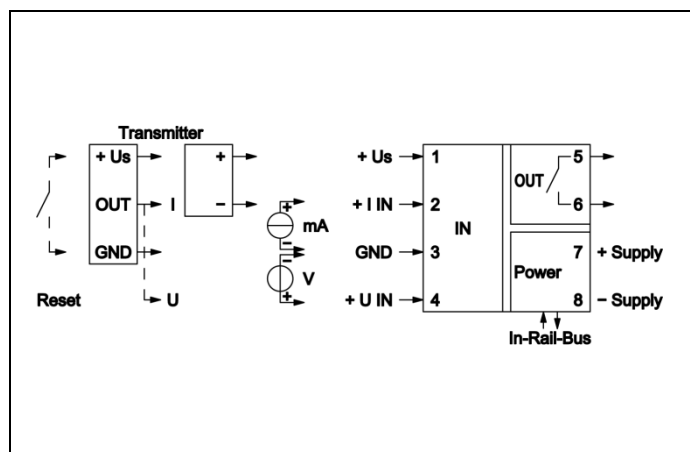 Transmitter
+ Us
+
+ Us
1
5
OUT
OUT
I
−
+ I IN
2
6
+
mA
−
IN
GND
GND
3
Power
7
+ Supply
−
V
+
Reset
U
+ U IN
4
8
− Supply
In-Rail-Bus